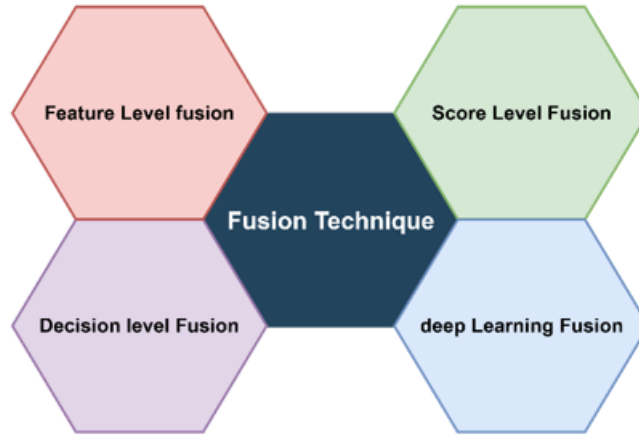 Feature Level fusion
Score Level Fusion
Fusion Technique
Decision level Fusion
deep Learning Fusion